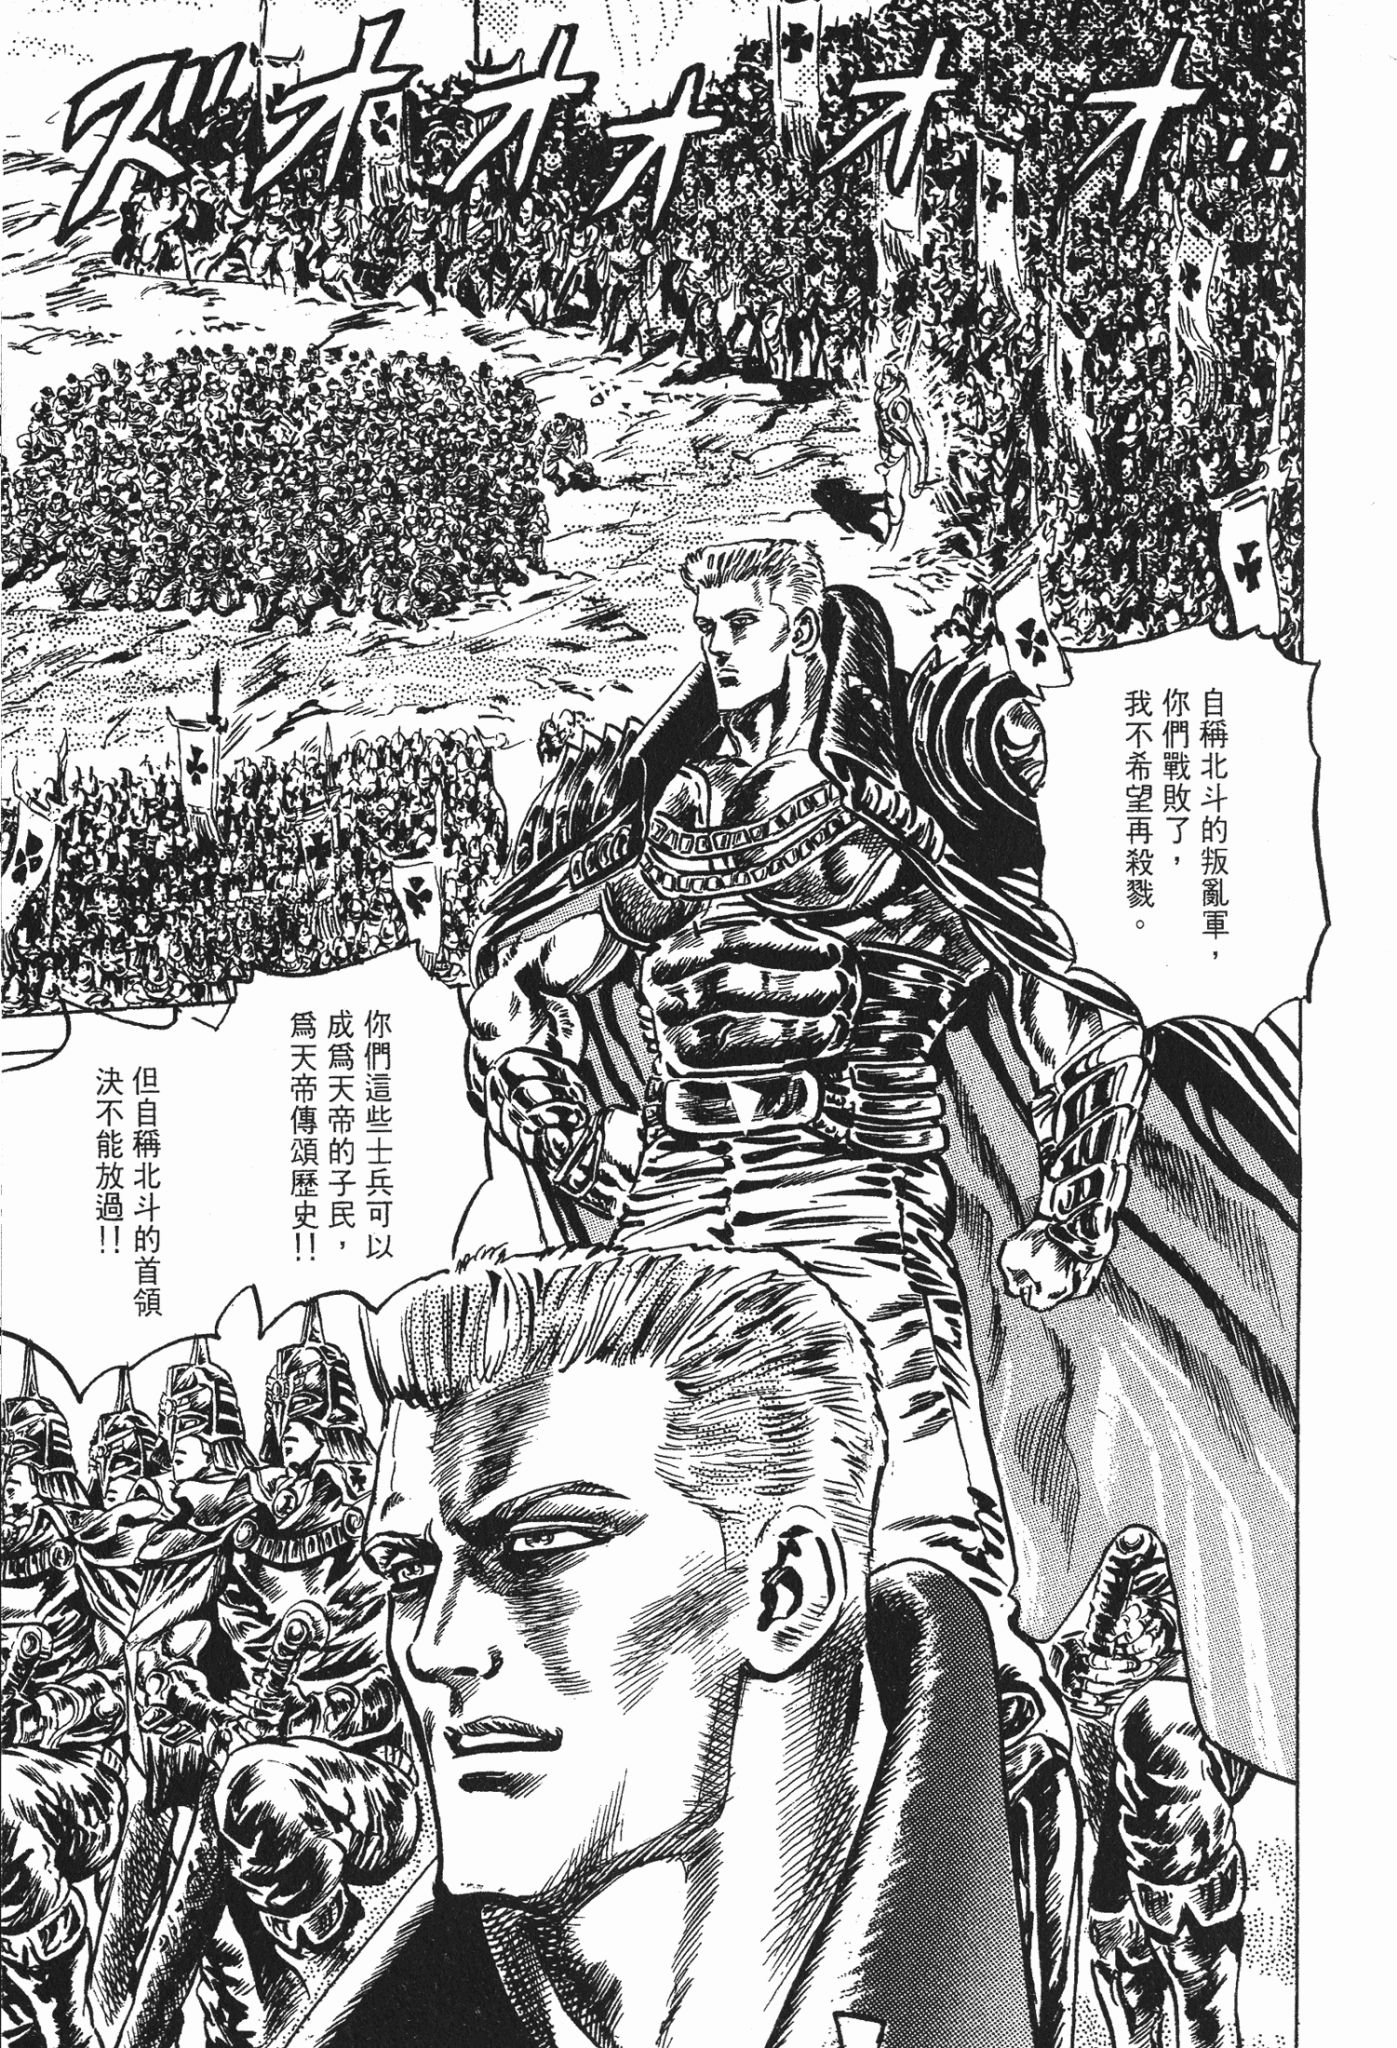 ズオオォオオ‥
自稱北斗的叛亂軍，
你們戰敗了，
我不希望再殺戮。
你們這些士兵可以
成爲天帝的子民，
爲天帝傳頌歷史!!
但自稱北斗的首領
決不能放過!!